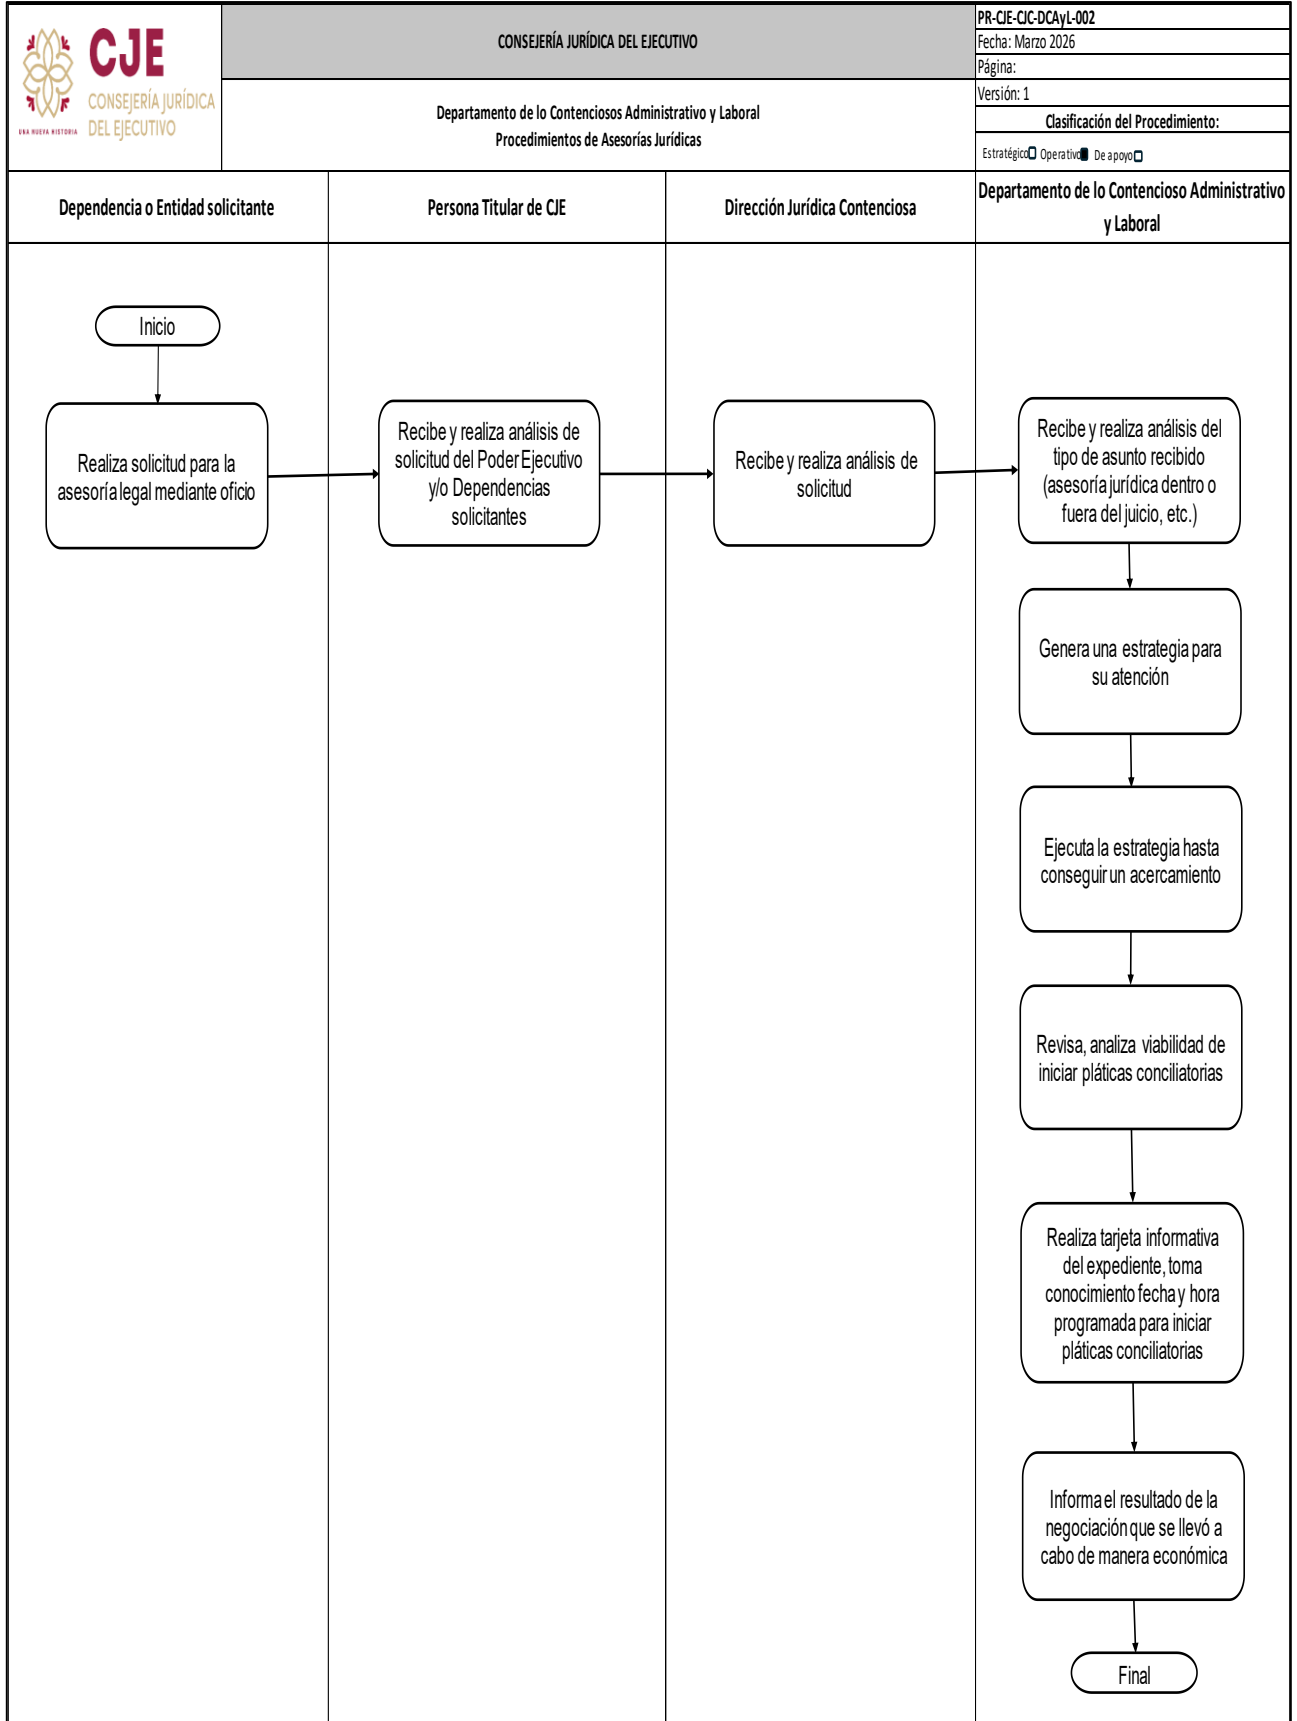 CJE
CONSEJERÍA JURÍDICA
DEL EJECUTIVO
UNA NUEVA HISTORIA
CONSEJERÍA JURÍDICA DEL EJECUTIVO
Departamento de lo Contenciosos Administrativo y Laboral
Procedimientos de Asesorías Jurídicas
PR-CJE-CJC-DCAyL-002
Fecha: Marzo 2026
Página:
Versión: 1
Clasificación del Procedimiento:
Estratégico Operativo De apoyo
Dependencia o Entidad solicitante
Persona Titular de CJE
Dirección Jurídica Contenciosa
Departamento de lo Contencioso Administrativo
y Laboral
Inicio
Realiza solicitud para la
asesoría legal mediante oficio
Recibe y realiza análisis de
solicitud del Poder Ejecutivo
y/o Dependencias
solicitantes
Recibe y realiza análisis de
solicitud
Recibe y realiza análisis del
tipo de asunto recibido
(asesoría jurídica dentro o
fuera del juicio, etc.)
Genera una estrategia para
su atención
Ejecuta la estrategia hasta
conseguir un acercamiento
Revisa, analiza viabilidad de
iniciar pláticas conciliatorias
Realiza tarjeta informativa
del expediente, toma
conocimiento fecha y hora
programada para iniciar
pláticas conciliatorias
Informa el resultado de la
negociación que se llevó a
cabo de manera económica
Final